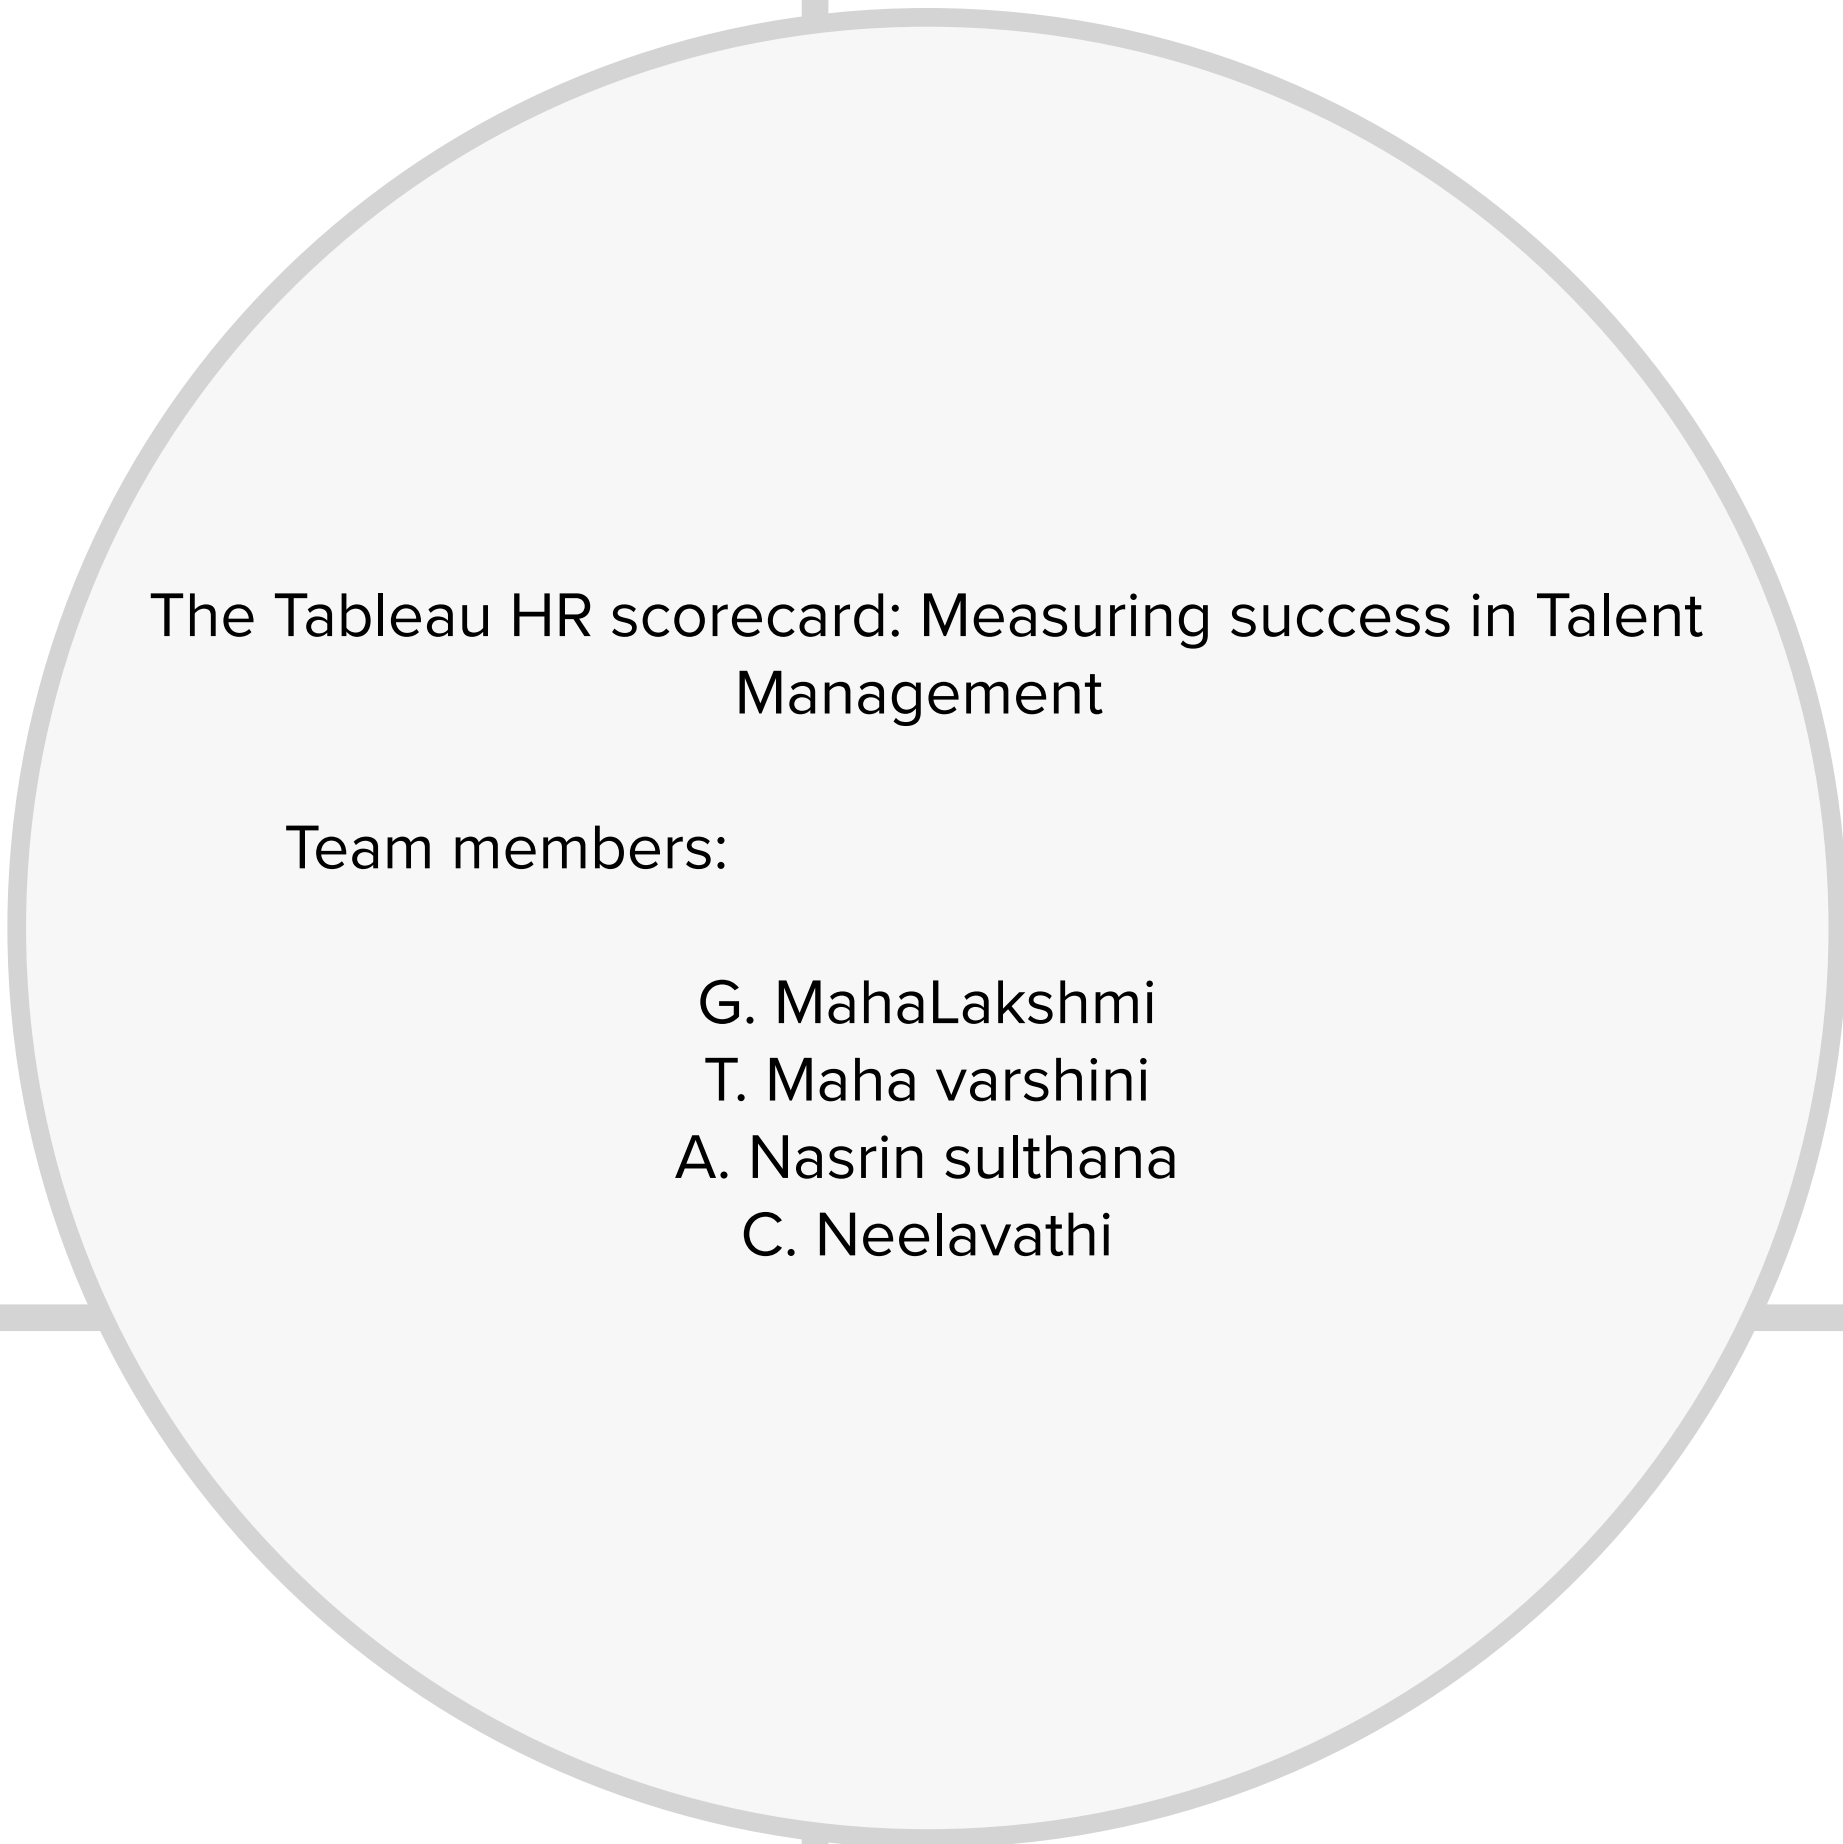 The Tableau HR scorecard: Measuring success in Talent
Management
Team members:
G. MahaLakshmi
T. Maha varshini
A. Nasrin sulthana
C. Neelavathi